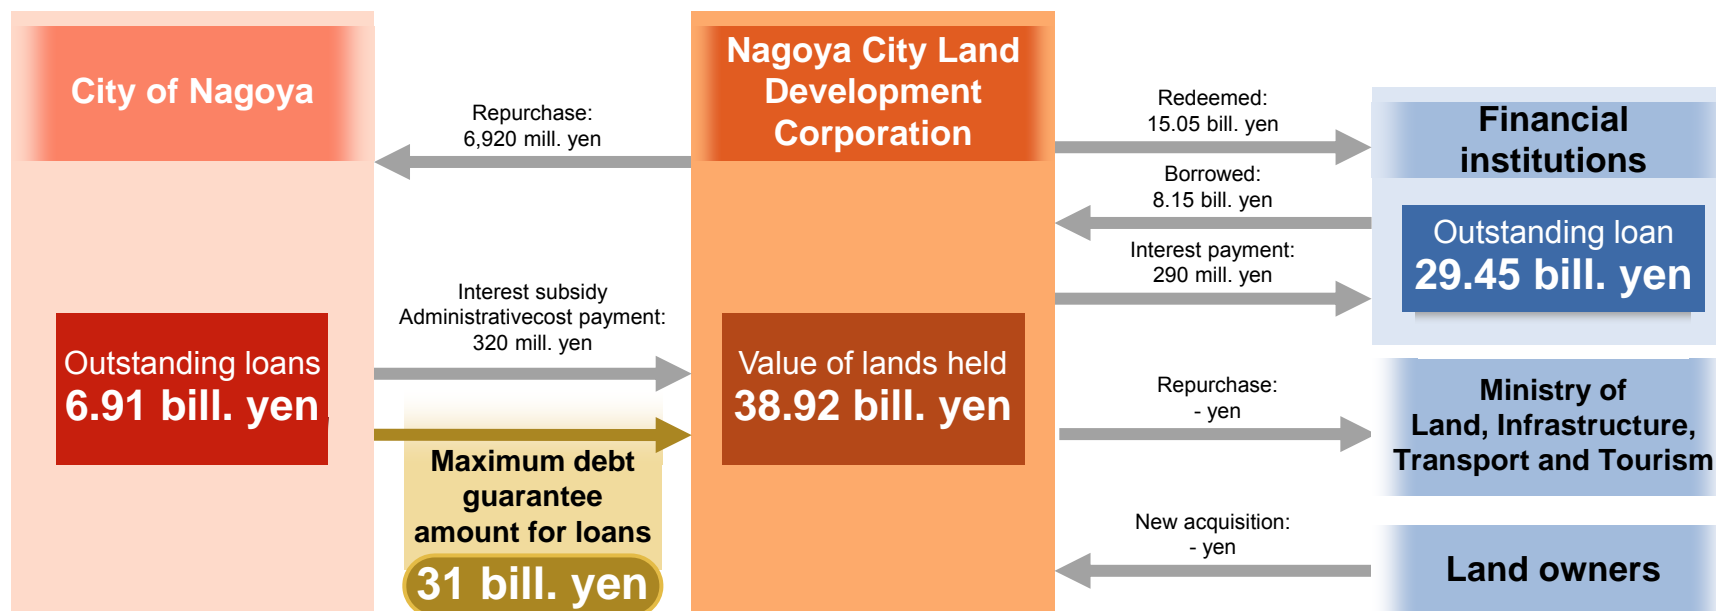 City of Nagoya
Outstanding loans
6.91 bill. yen
Repurchase:
6,920 mill. yen
Interest subsidy
Administrativecost payment:
320 mill. yen
Maximum debt
guarantee
amount for loans
31 bill. yen
Nagoya City Land
Development
Corporation
Value of lands held
38.92 bill. yen
Redeemed:
15.05 bill. yen
Borrowed:
8.15 bill. yen
Interest payment:
290 mill. yen
Repurchase:
- yen
New acquisition:
- yen
Financial
institutions
Outstanding loan
29.45 bill. yen
Ministry of
Land, Infrastructure,
Transport and Tourism
Land owners